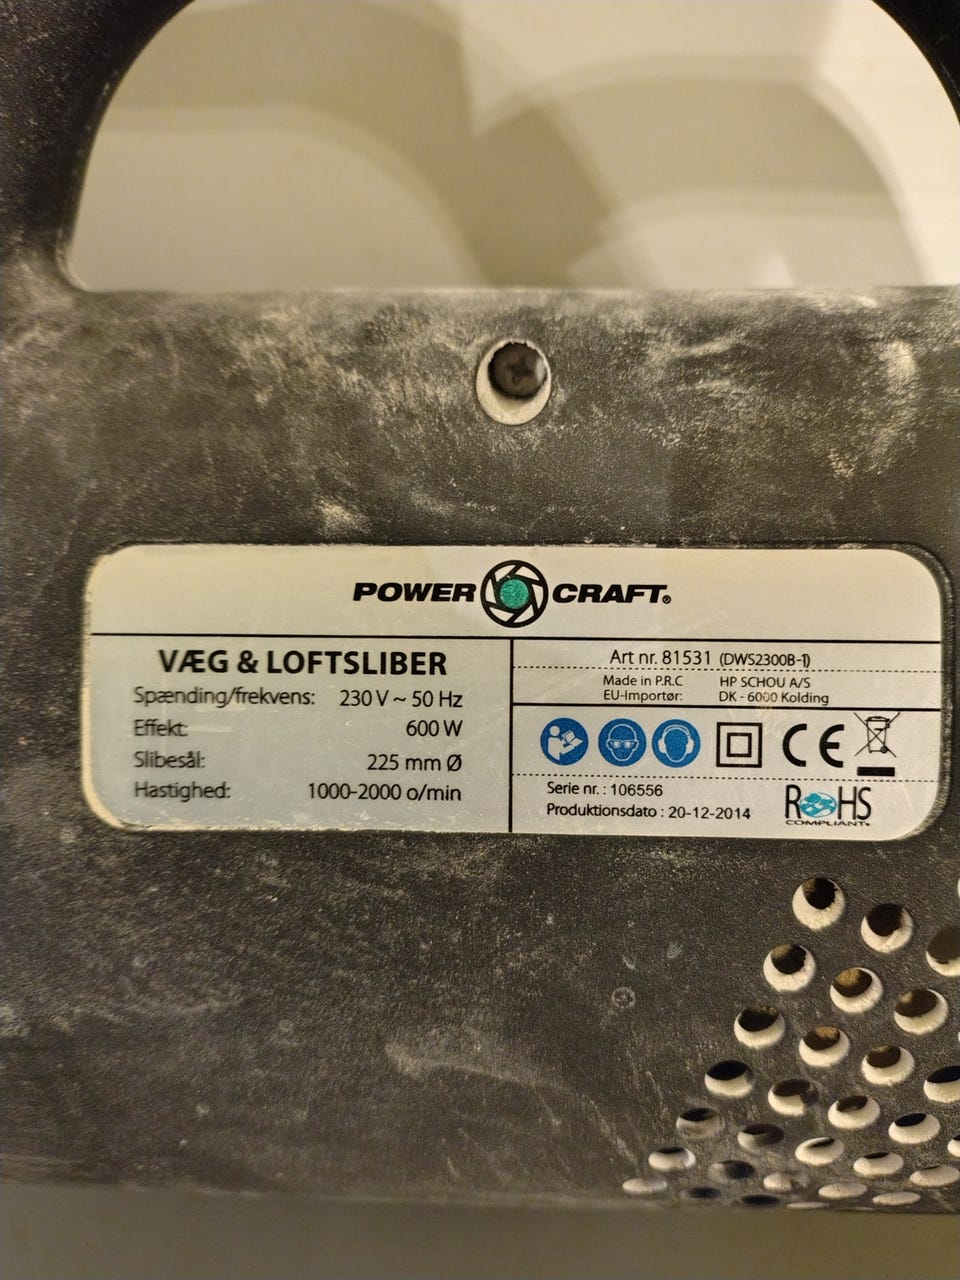 POWER CRAFT®
VÆG & LOFTSLIBER
Spænding/frekvens: 230 V ~ 50 Hz
Effekt: 600 W
Slibesål: 225 mm Ø
Hastighed: 1000-2000 o/min
Art nr. 81531 (DWS2300B-1)
Made in P.R.C HP SCHOU A/S
EU-Importør: DK - 6000 Kolding
CE
Serie nr. : 106556
Produktionsdato : 20-12-2014
RoHS
COMPLIANT